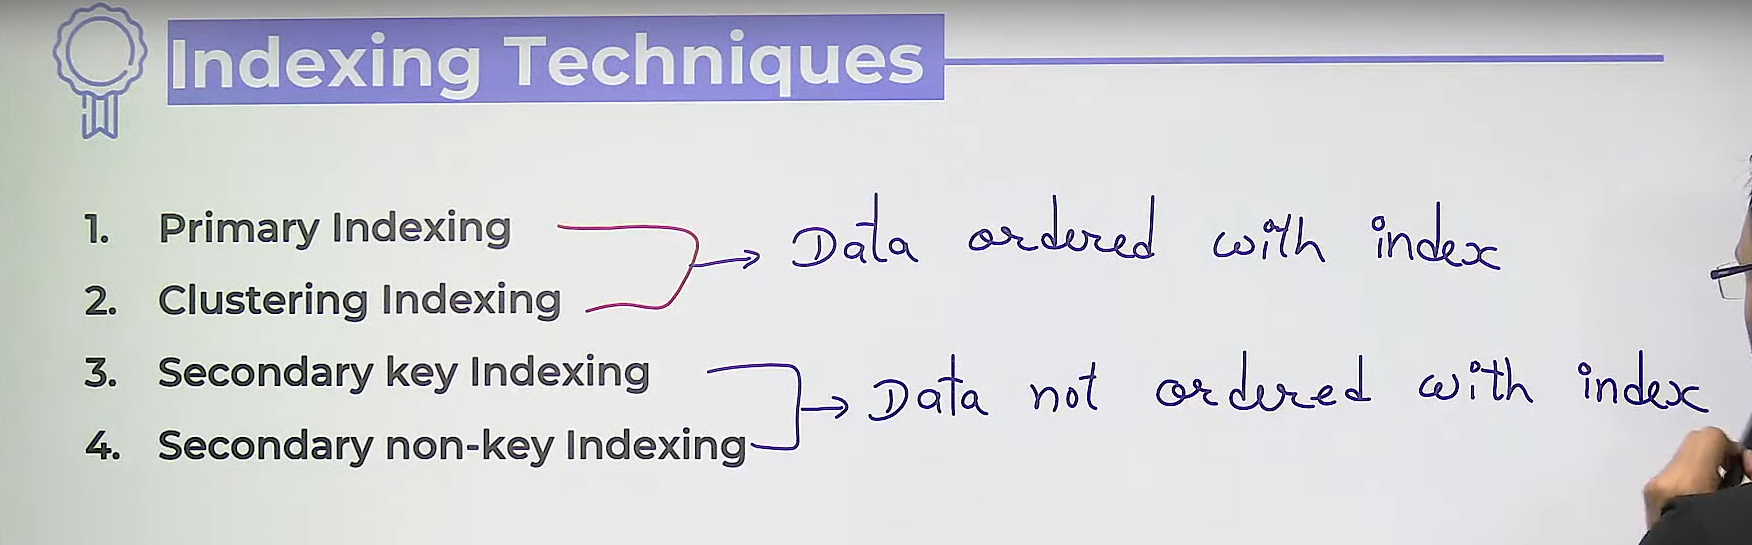 Indexing Techniques
1. Primary Indexing
2. Clustering Indexing
→ Data ordered with index
3. Secondary key Indexing
4. Secondary non-key Indexing
→ Data not ordered with index